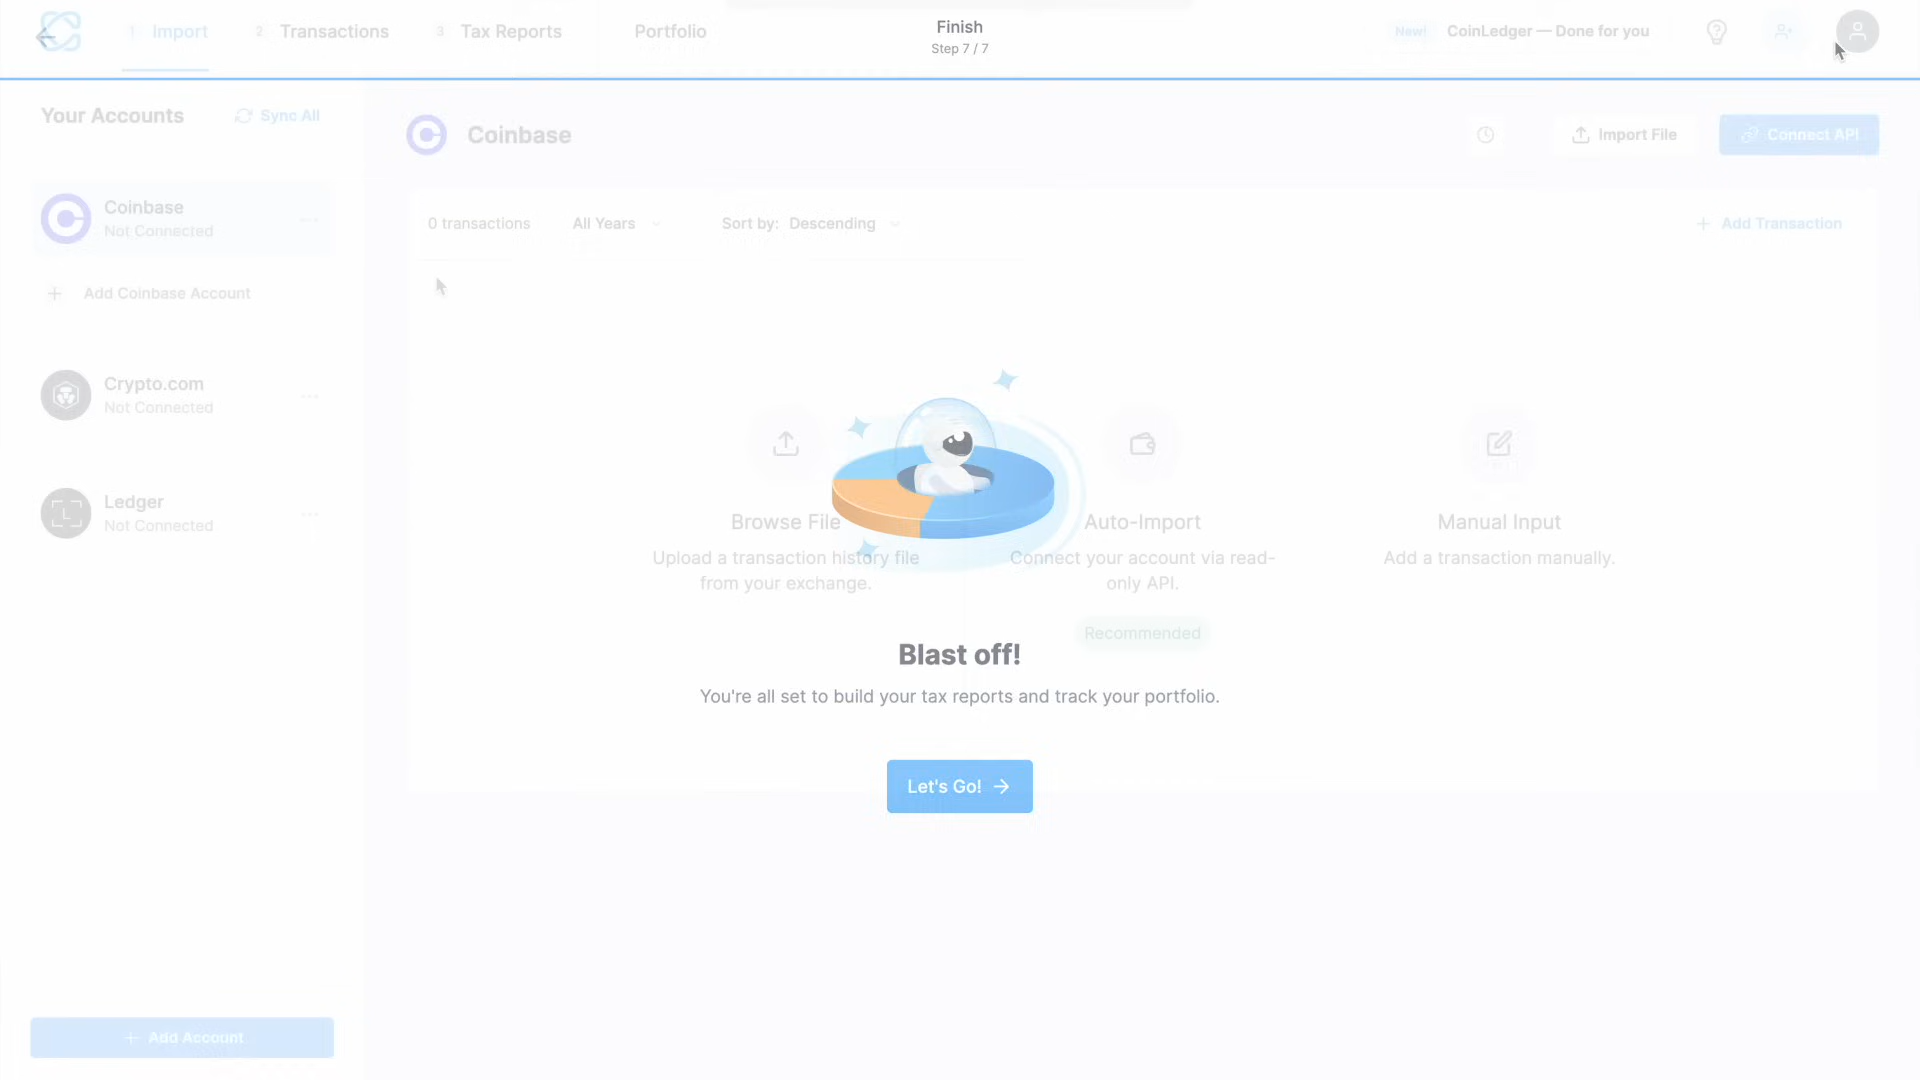 1 Import
2 Transactions
3 Tax Reports
Portfolio
Finish
Step 7 / 7
New!
CoinLedger — Done for you
Your Accounts
Sync All
Coinbase
Not Connected
Add Coinbase Account
Crypto.com
Not Connected
Ledger
L
Not Connected
+ Add Account
Coinbase
Import File
Connect API
0 transactions
All Years
Sort by: Descending
+ Add Transaction
Browse File
Upload a transaction history file
from your exchange.
Auto-Import
Connect your account via read-
only API.
Recommended
Manual Input
Add a transaction manually.
Blast off!
You're all set to build your tax reports and track your portfolio.
Let's Go! →